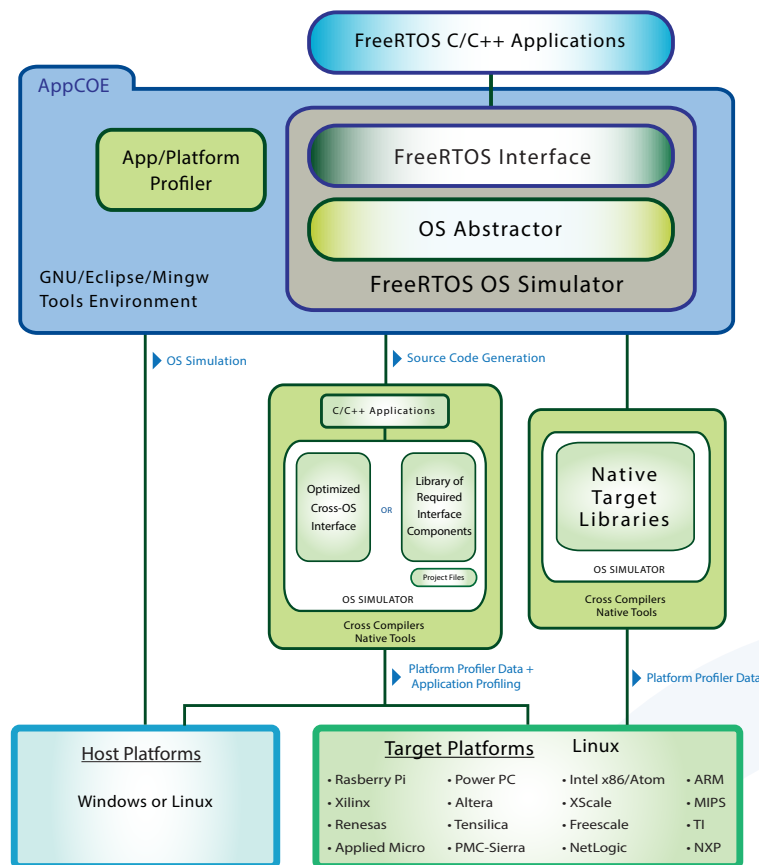 FreeRTOS C/C++ Applications
AppCOE
App/Platform
Profiler
FreeRTOS Interface
OS Abstractor
GNU/Eclipse/Mingw
Tools Environment
FreeRTOS OS Simulator
OS Simulation
Source Code Generation
C/C++ Applications
Optimized
Cross-OS
Interface
OR
Library of
Required
Interface
Components
Project Files
OS SIMULATOR
Cross Compilers
Native Tools
Native
Target
Libraries
OS SIMULATOR
Cross Compilers
Native Tools
Platform Profiler Data +
Application Profiling
Platform Profiler Data
Host Platforms
Windows or Linux
Target Platforms Linux
• Rasberry Pi • Power PC • Intel x86/Atom • ARM
• Xilinx • Altera • XScale • MIPS
• Renesas • Tensilica • Freescale • TI
• Applied Micro • PMC-Sierra • NetLogic • NXP